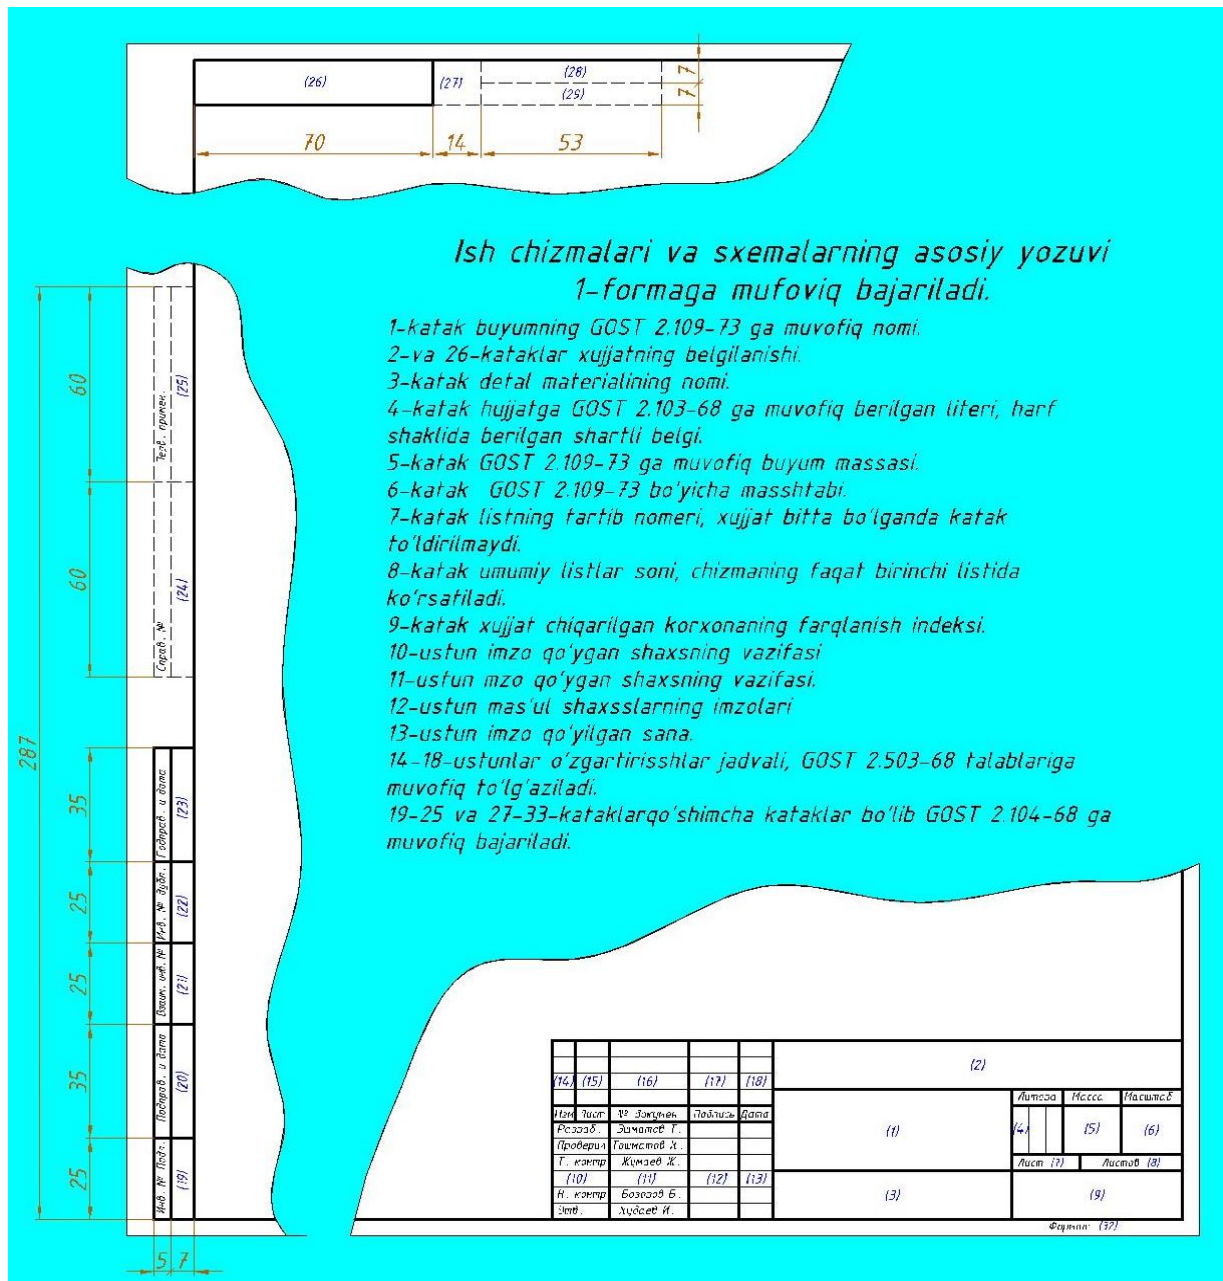 (26)
(27)
(28)
(29)
7
7
70
14
53
Ish chizmalari va sxemalarning asosiy yozuvi
1-formaga mufoviq bajariladi.
1-katak buyumning GOST 2.109-73 ga muvofiq nomi.
2-va 26-kataklar xujjatning belgilanishi.
3-katak detal materialining nomi.
4-katak hujjatga GOST 2.103-68 ga muvofiq berilgan literi, harf
shaklida berilgan shartli belgi.
5-katak GOST 2.109-73 ga muvofiq buyum massasi.
6-katak GOST 2.109-73 bo'yicha masshtabi.
7-katak listning tartib nomeri, xujjat bitta bo'lganda katak
to'ldirilmaydi.
8-katak umumiy listlar soni, chizmaning faqat birinchi listida
ko'rsatiladi.
9-katak xujjat chiqarilgan korxonaning farqlanish indeksi.
10-ustun imzo qo'ygan shaxsning vazifasi
11-ustun mzo qo'ygan shaxsning vazifasi.
12-ustun mas'ul shaxsslarning imzolari
13-ustun imzo qo'yilgan sana.
14-18-ustunlar o'zgartirisshlar jadvali, GOST 2.503-68 talablariga
muvofiq to'lg'aziladi.
19-25 va 27-33-kataklarqo'shimcha kataklar bo'lib GOST 2.104-68 ga
muvofiq bajariladi.
287
60
60
35
25
25
35
25
5
7
примен. (25)
Справ. № (24)
и дата (23)
Инв. № дубл. (22)
Взаим. инв. № (21)
и дата (20)
Инв. № Подл. (19)
(14) (15) (16) (17) (18)
(2)
Изм Лист № Докумен Подпись Дата
Разраб.
Проверил Тошматов Х.
Т. контр Жумаев Ж.
(10) (11) (12) (13)
Н. контр Бозозов Б.
Утв. Худаев И.
(1)
Масса Масштаб
(4) (5) (6)
Лист (7) Листов (8)
(3)
(9)
Формат (32)